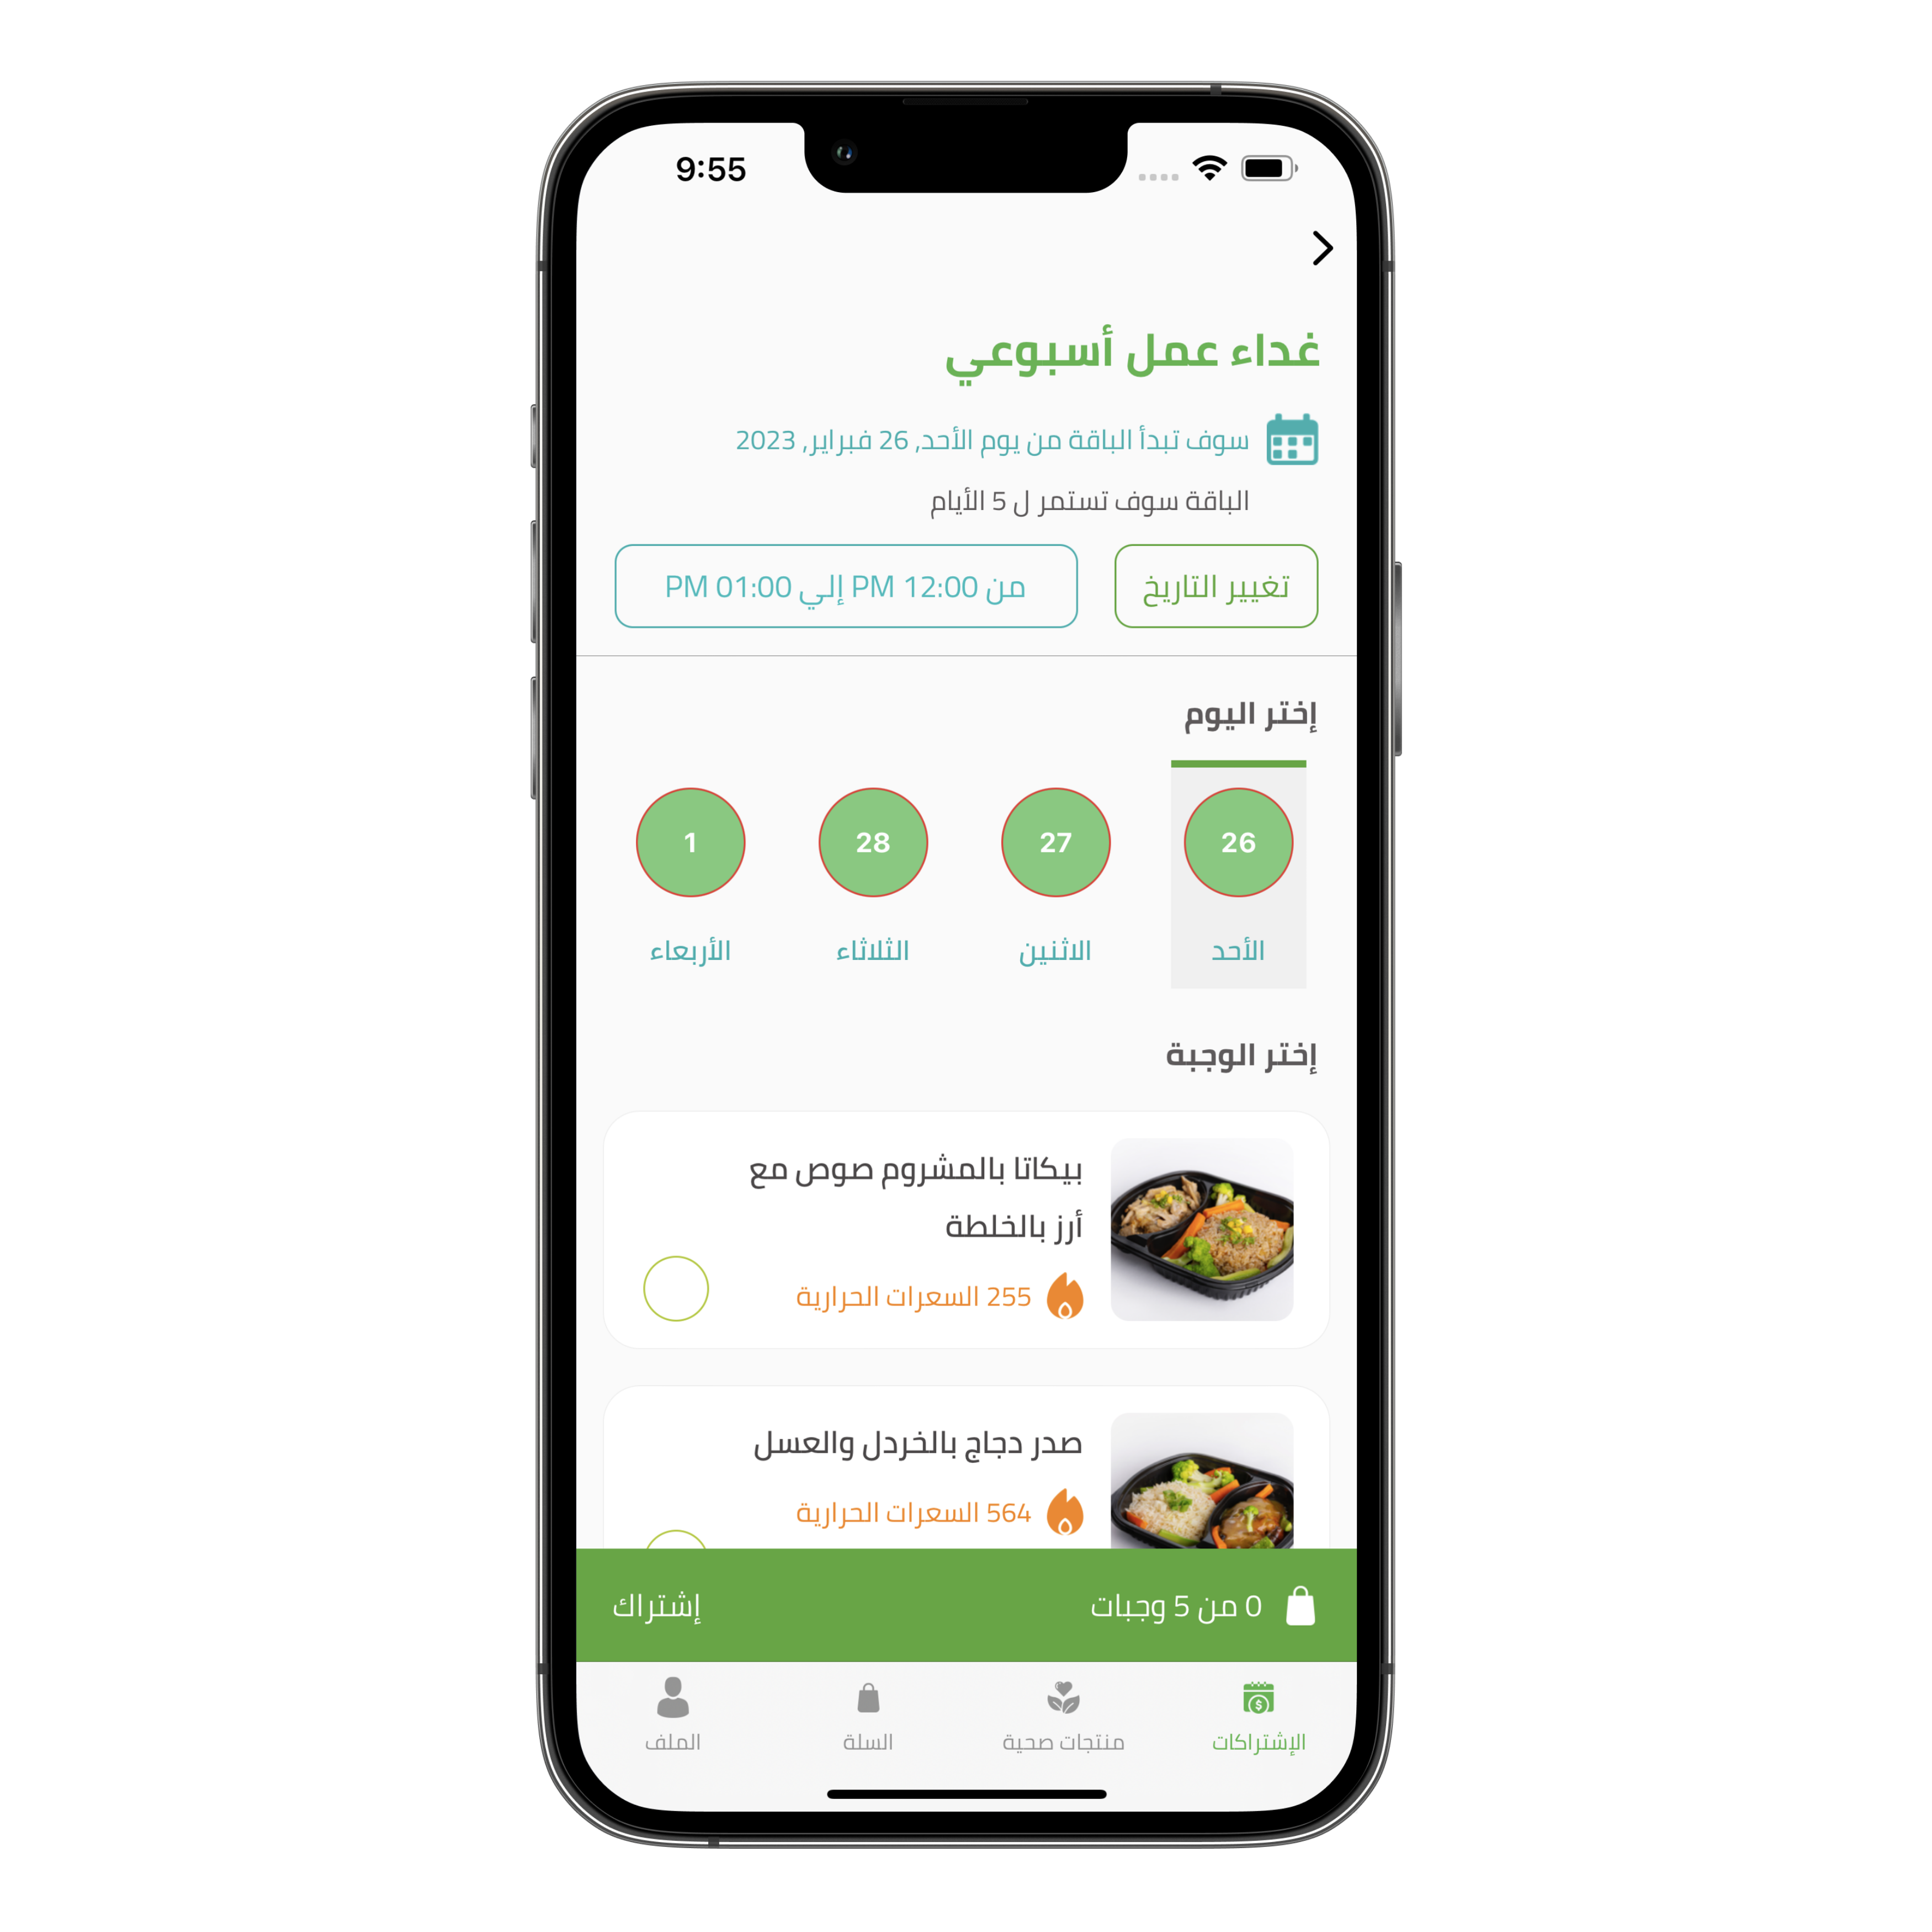 9:55
غداء عمل أسبوعي
سوف تبدأ الباقة من يوم الأحد, 26 فبراير, 2023
الباقة سوف تستمر ل 5 الأيام
تغيير التاريخ
من 12:00 PM إلي 01:00 PM
إختر اليوم
26 27 28 1
الأحد الاثنين الثلاثاء الأربعاء
إختر الوجبة
بيكاتا بالمشروم صوص مع
أرز بالخلطة
255 السعرات الحرارية
صدر دجاج بالخردل والعسل
564 السعرات الحرارية
0 من 5 وجبات
إشتراك
الإشتراكات منتجات صحية السلة الملف